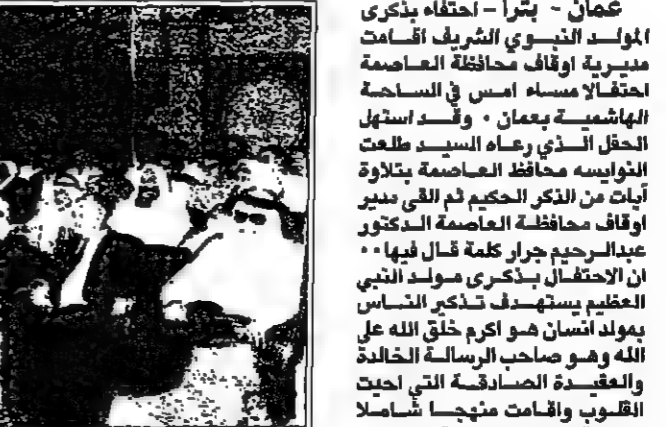 عمان - بترا - احتفاء بذكرى
المولد النبوي الشريف اقامت
مديرية اوقاف محافظة العاصمة
احتفالا مساء امس في الساحة
الهاشمية بعمان ٠ وقد استهل
الحفل الذي رعاه السيد طلعت
النوايسه محافظ العاصمة بتلاوة
آيات من الذكر الحكيم ثم القى مدير
اوقاف محافظة العاصمة الدكتور
عبدالرحيم جرار كلمة قال فيها ٠٠
ان الاحتفال بذكرى مولد النبي
العظيم يستهدف تذكير الناس
بمولد انسان هو اكرم خلق الله على
الله وهو صاحب الرسالة الخالدة
والعقيدة الصادقة التي احيت
القلوب واقامت منهجا شاملا